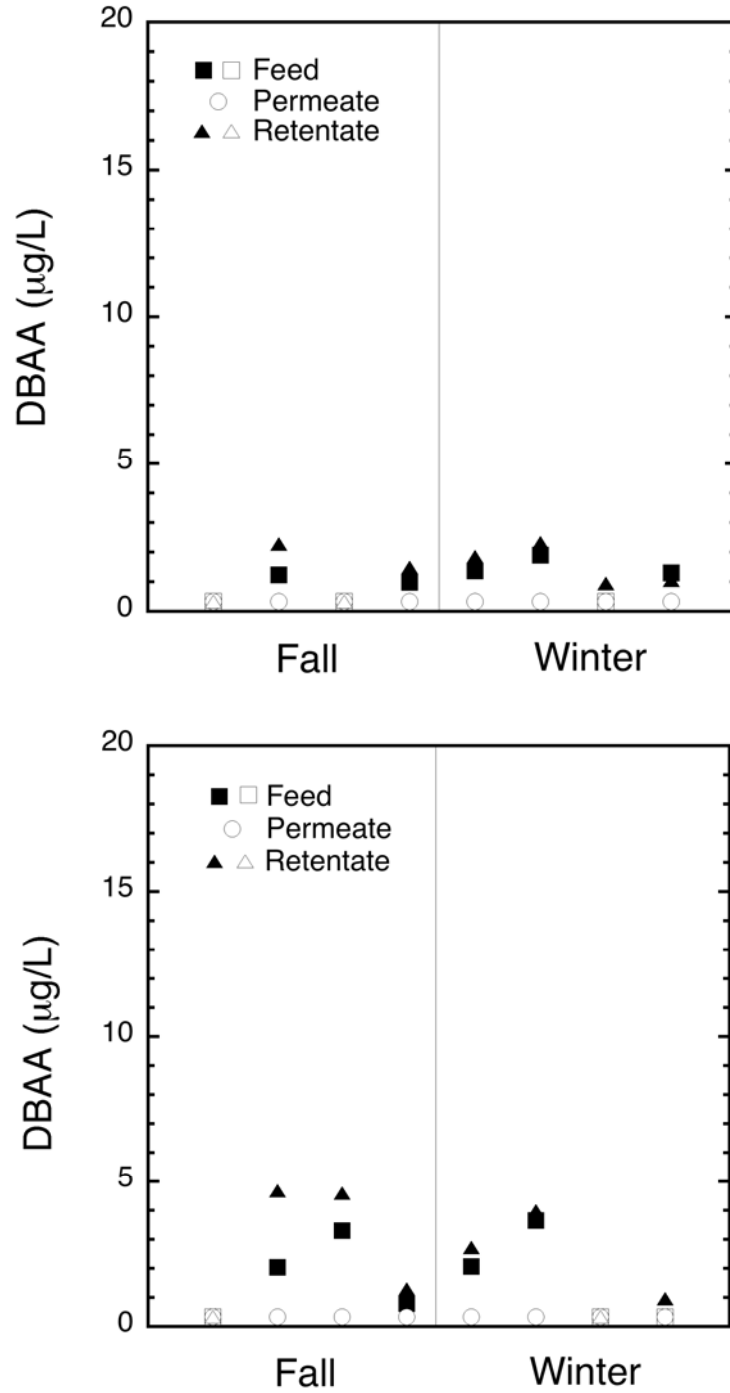 20
15
10
5
0
DBAA (μg/L)
Feed
Permeate
Retentate
Fall Winter
20
15
10
5
0
DBAA (μg/L)
Feed
Permeate
Retentate
Fall Winter